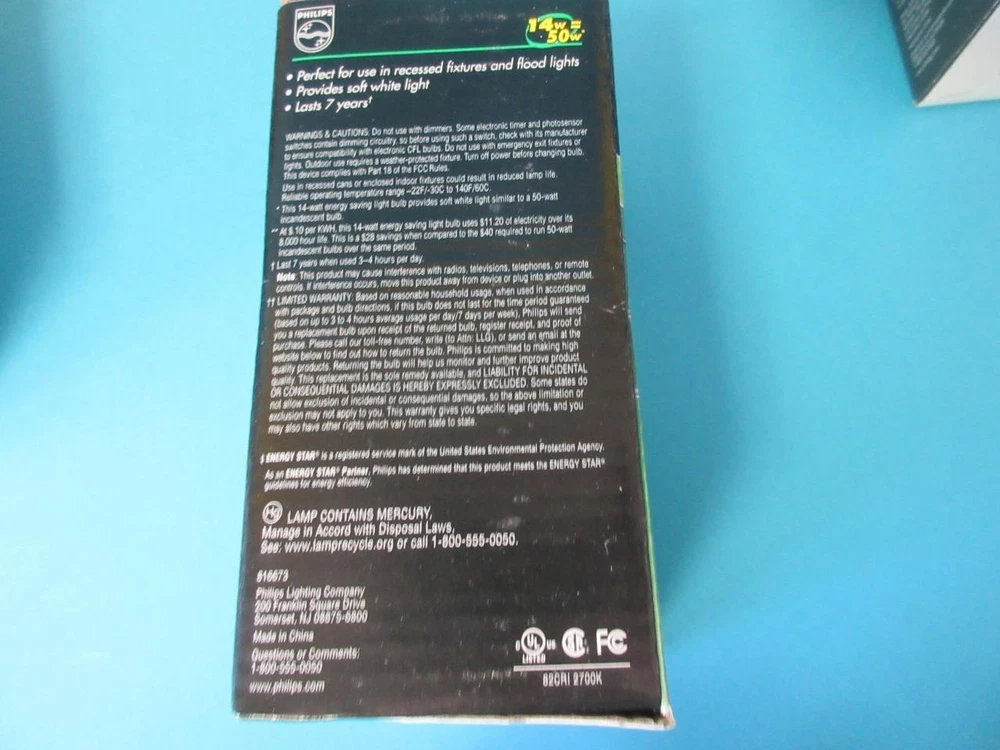 PHILIPS
14w =
50w*
• Perfect for use in recessed fixtures and flood lights
• Provides soft white light
• Lasts 7 years†
WARNINGS & CAUTIONS: Do not use with dimmers. Some electronic timer and photosensor
switches contain dimming circuitry, so before using such a switch, check with its manufacturer
to ensure compatibility with electronic CFL bulbs. Do not use with emergency exit fixtures or
lights. Outdoor use requires a weather-protected fixture. Turn off power before changing bulb.
This device complies with Part 18 of the FCC Rules.
Use in recessed cans or enclosed indoor fixtures could result in reduced lamp life.
Reliable operating temperature range –22F/-30C to 140F/60C.
* This 14-watt energy saving light bulb provides soft white light similar to a 50-watt
incandescent bulb.
** At $.10 per KWH, this 14-watt energy saving light bulb uses $11.20 of electricity over its
8,000 hour life. This is a $28 savings when compared to the $40 required to run 50-watt
incandescent bulbs over the same period.
† Last 7 years when used 3–4 hours per day.
Note: This product may cause interference with radios, televisions, telephones, or remote
controls. If interference occurs, move this product away from device or plug into another outlet.
†† LIMITED WARRANTY: Based on reasonable household usage, when used in accordance
with package and bulb directions, if this bulb does not last for the time period guaranteed
(based on up to 3 to 4 hours average usage per day/7 days per week), Philips will send
you a replacement bulb upon receipt of the returned bulb, register receipt, and proof of
purchase. Please call our toll-free number, write (to Attn: LLG), or send an email at the
website below to find out how to return the bulb. Philips is committed to making high
quality products. Returning the bulb will help us monitor and further improve product
quality. This replacement is the sole remedy available, and LIABILITY FOR INCIDENTAL
OR CONSEQUENTIAL DAMAGES IS HEREBY EXPRESSLY EXCLUDED. Some states do
not allow exclusion of incidental or consequential damages, so the above limitation or
exclusion may not apply to you. This warranty gives you specific legal rights, and you
may also have other rights which vary from state to state.
‡ ENERGY STAR® is a registered service mark of the United States Environmental Protection Agency.
As an ENERGY STAR® Partner, Philips has determined that this product meets the ENERGY STAR®
guidelines for energy efficiency.
Hg LAMP CONTAINS MERCURY,
Manage in Accord with Disposal Laws,
See: www.lamprecycle.org or call 1-800-555-0050.
816673
Philips Lighting Company
200 Franklin Square Drive
Somerset, NJ 08875-6800
Made in China
Questions or Comments:
1-800-555-0050
www.philips.com
c UL us
LISTED
FC
82CRI 2700K